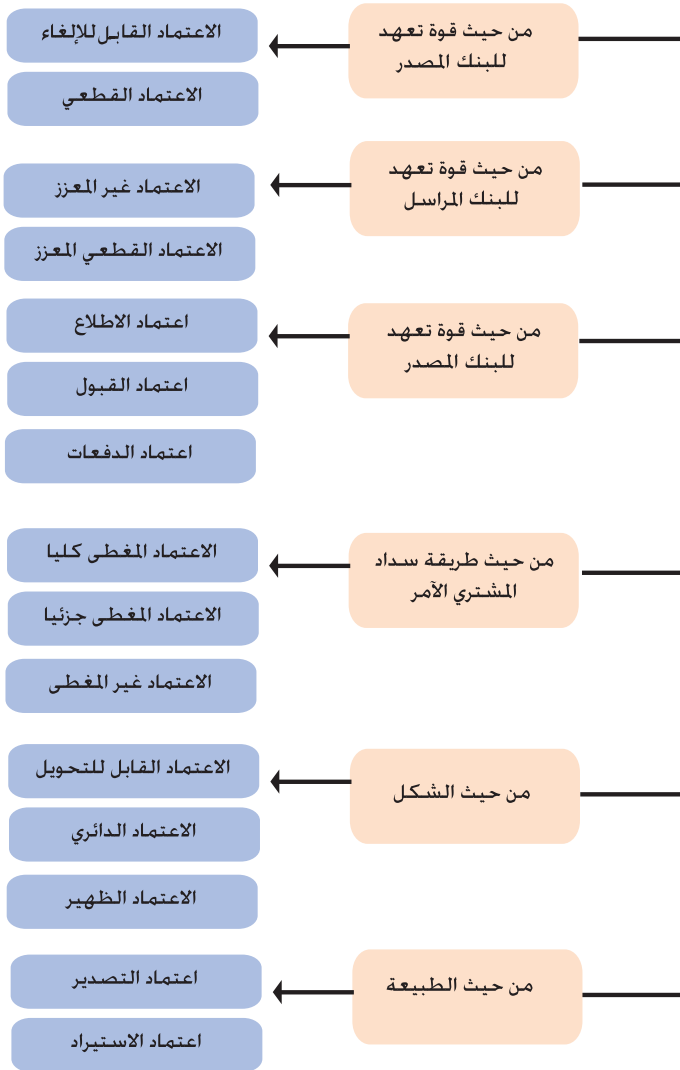 من حيث قوة تعهد
للبنك المصدر
الاعتماد القابل للإلغاء
الاعتماد القطعي
من حيث قوة تعهد
للبنك المراسل
الاعتماد غير المعزز
الاعتماد القطعي المعزز
من حيث قوة تعهد
للبنك المصدر
اعتماد الاطلاع
اعتماد القبول
اعتماد الدفعات
من حيث طريقة سداد
المشتري الآمر
الاعتماد المغطى كليا
الاعتماد المغطى جزئيا
الاعتماد غير المغطى
من حيث الشكل
الاعتماد القابل للتحويل
الاعتماد الدائري
الاعتماد الظهير
من حيث الطبيعة
اعتماد التصدير
اعتماد الاستيراد